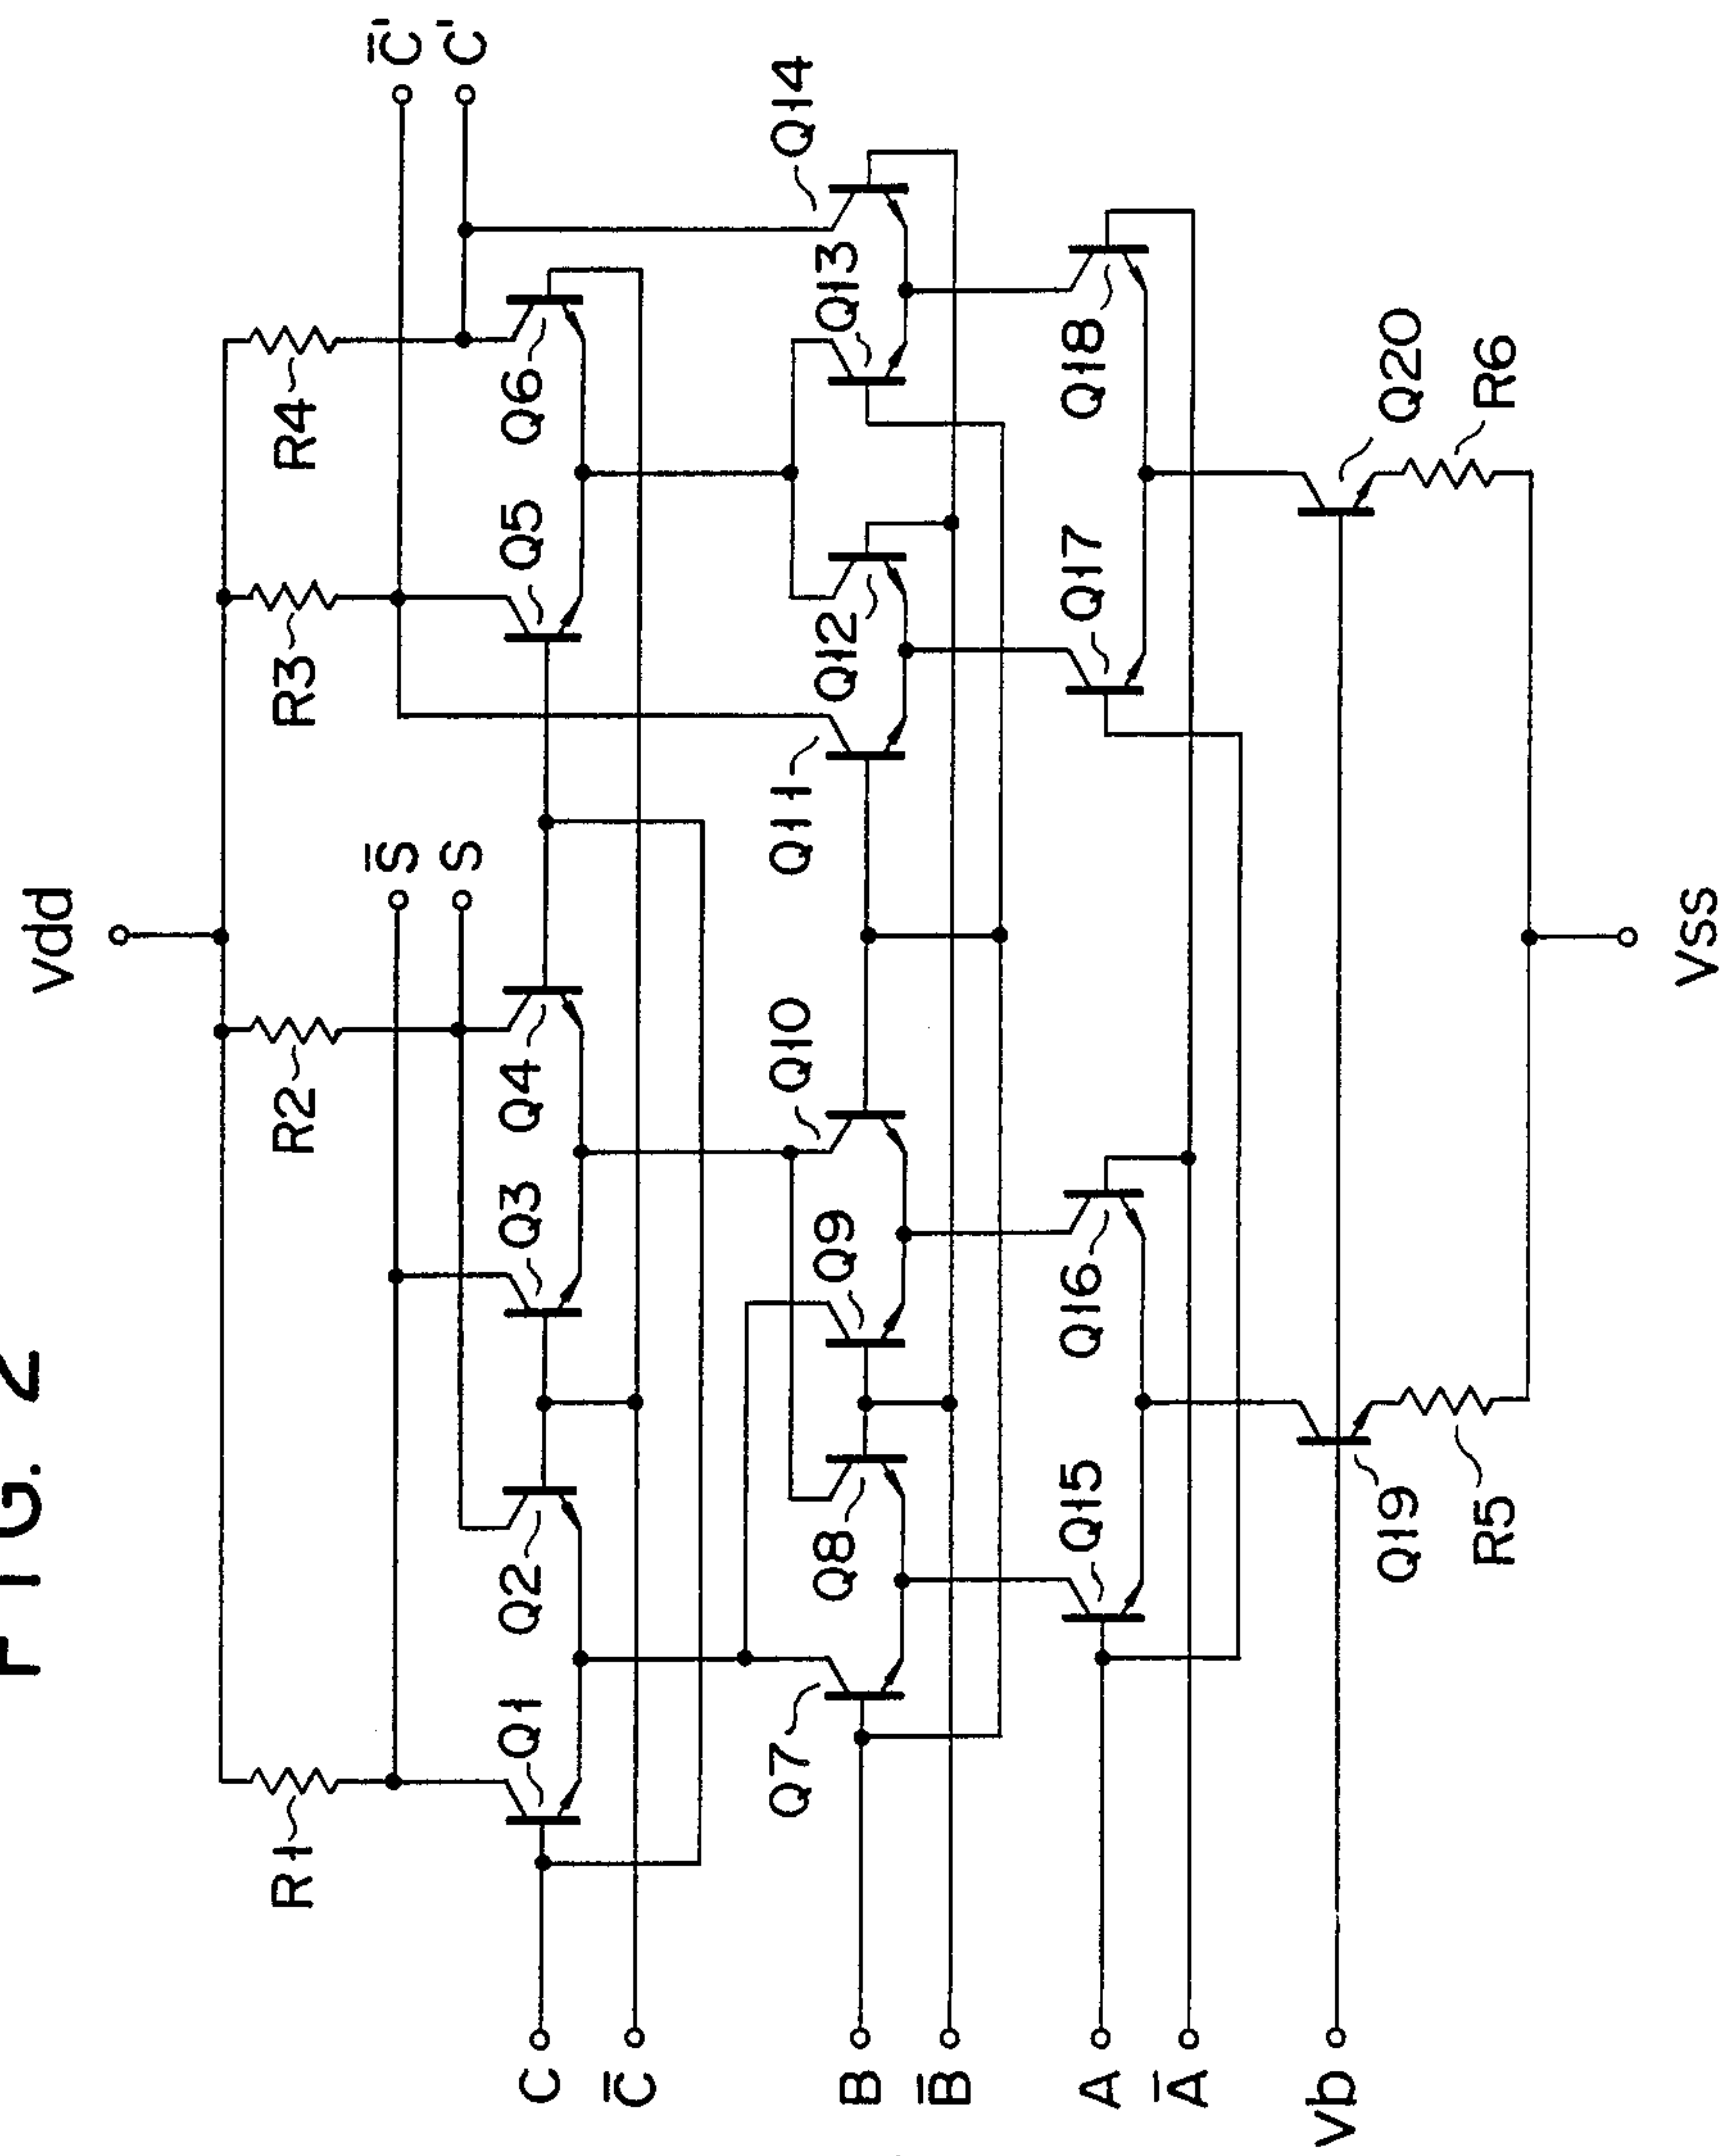 FIG. 2
Vdd
R1
R2
R3
R4
S̄
S
C̄'
C'
Q1
Q2
Q3
Q4
Q5
Q6
C
C̄
Q7
Q8
Q9
Q10
Q11
Q12
Q13
Q14
B
B̄
Q15
Q16
Q17
Q18
A
Ā
Vb
Q19
Q20
R5
R6
Vss